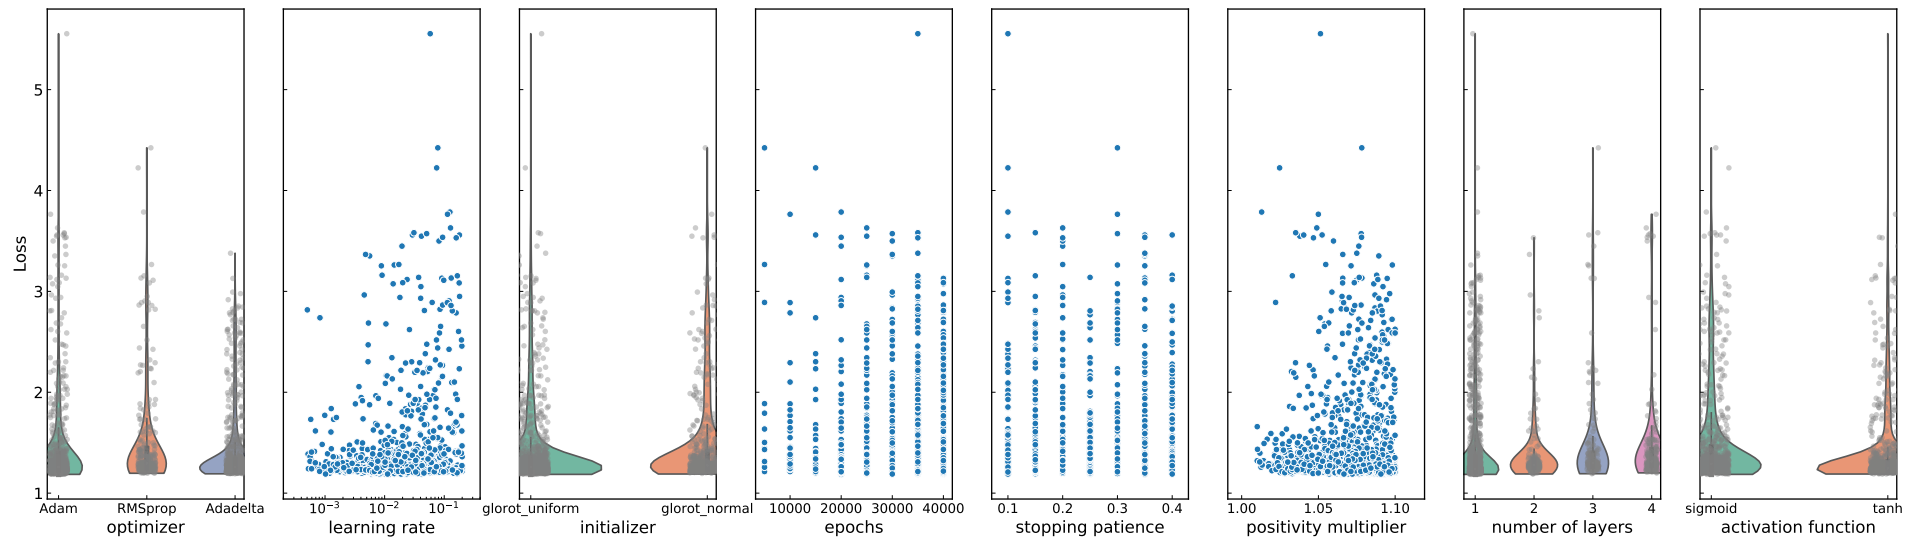 Loss
5
4
3
2
1
Adam RMSprop Adadelta
optimizer
10⁻³ 10⁻² 10⁻¹
learning rate
glorot_uniform glorot_normal
initializer
10000 20000 30000 40000
epochs
0.1 0.2 0.3 0.4
stopping patience
1.00 1.05 1.10
positivity multiplier
1 2 3 4
number of layers
sigmoid tanh
activation function